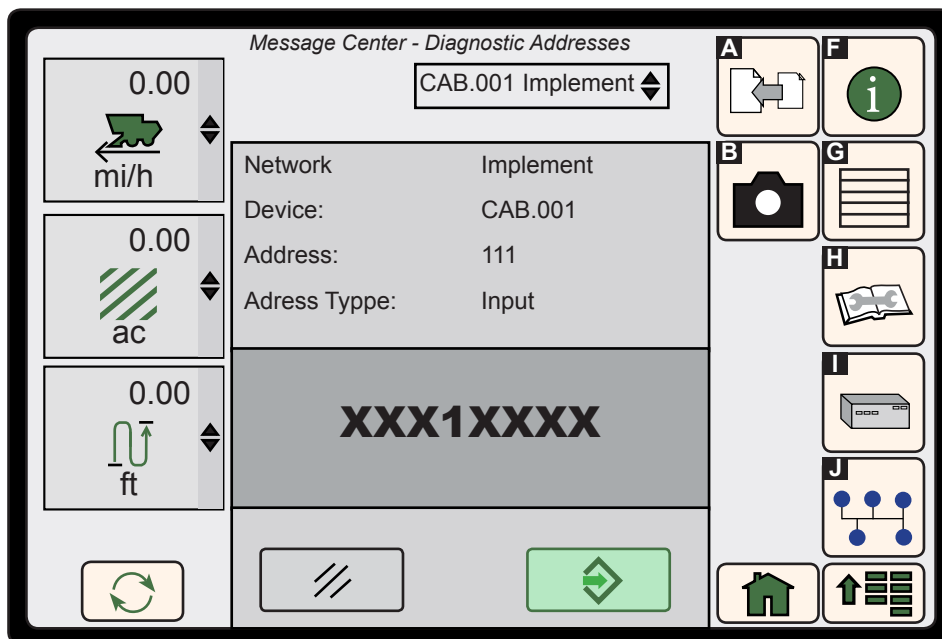 Message Center - Diagnostic Addresses
CAB.001 Implement
0.00
mi/h
0.00
ac
0.00
ft
Network Implement
Device: CAB.001
Address: 111
Adress Typpe: Input
XXX1XXXX
A
B
F
i
G
H
I
J